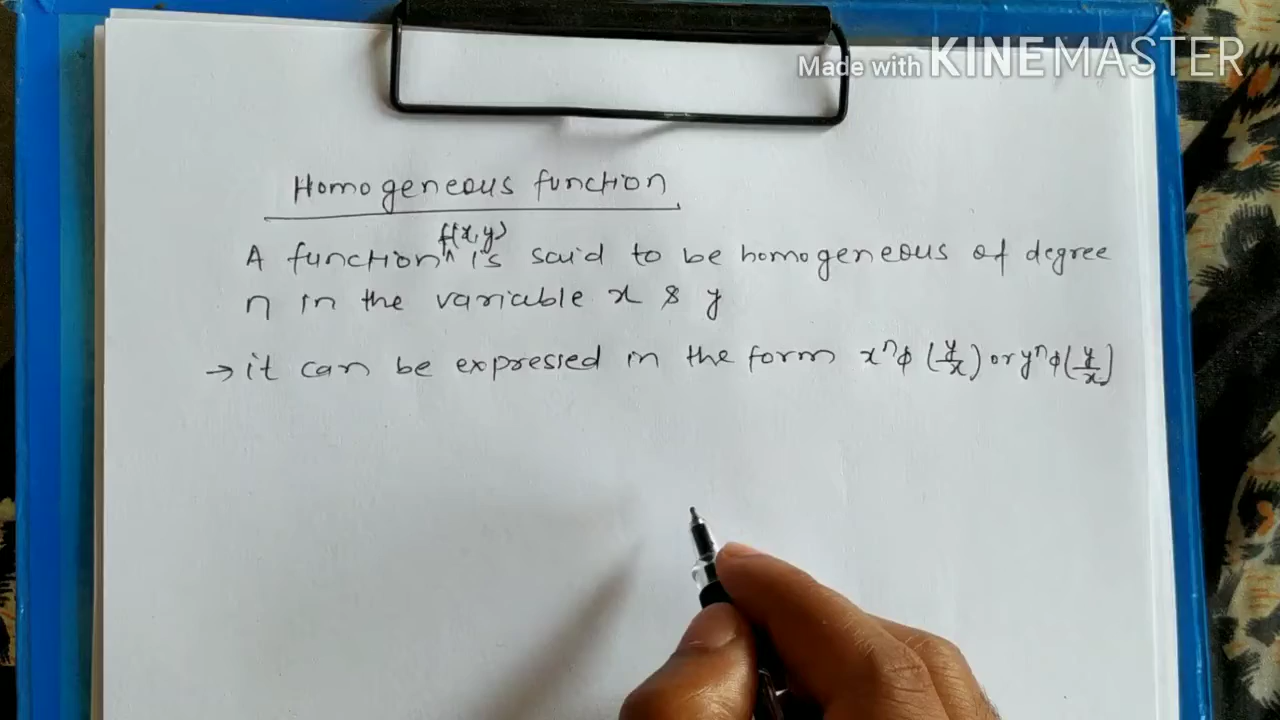 Made with KINEMASTER
Homogeneous function
A function ^ f(x,y) is said to be homogeneous of degree
n in the variable x & y
→ it can be expressed in the form xⁿϕ(y/x) or yⁿϕ(y/x)